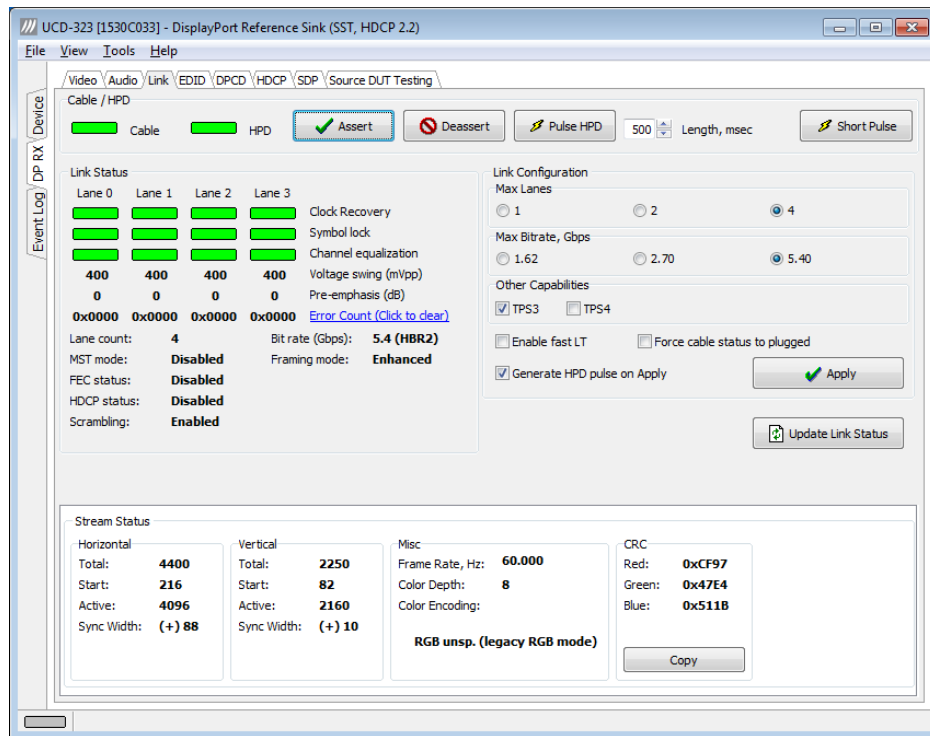 UCD-323 [1530C033] - DisplayPort Reference Sink (SST, HDCP 2.2)
File View Tools Help
Video Audio Link EDID DPCD HDCP SDP Source DUT Testing
Device
DP RX
Event Log
Cable / HPD
Cable HPD Assert Deassert Pulse HPD 500 Length, msec Short Pulse
Link Status
Lane 0 Lane 1 Lane 2 Lane 3
Clock Recovery
Symbol lock
Channel equalization
400 400 400 400 Voltage swing (mVpp)
0 0 0 0 Pre-emphasis (dB)
0x0000 0x0000 0x0000 0x0000 Error Count (Click to clear)
Lane count: 4 Bit rate (Gbps): 5.4 (HBR2)
MST mode: Disabled Framing mode: Enhanced
FEC status: Disabled
HDCP status: Disabled
Scrambling: Enabled
Link Configuration
Max Lanes
1 2 4
Max Bitrate, Gbps
1.62 2.70 5.40
Other Capabilities
TPS3 TPS4
Enable fast LT Force cable status to plugged
Generate HPD pulse on Apply Apply
Update Link Status
Stream Status
Horizontal
Total: 4400
Start: 216
Active: 4096
Sync Width: (+) 88
Vertical
Total: 2250
Start: 82
Active: 2160
Sync Width: (+) 10
Misc
Frame Rate, Hz: 60.000
Color Depth: 8
Color Encoding:
RGB unsp. (legacy RGB mode)
CRC
Red: 0xCF97
Green: 0x47E4
Blue: 0x511B
Copy